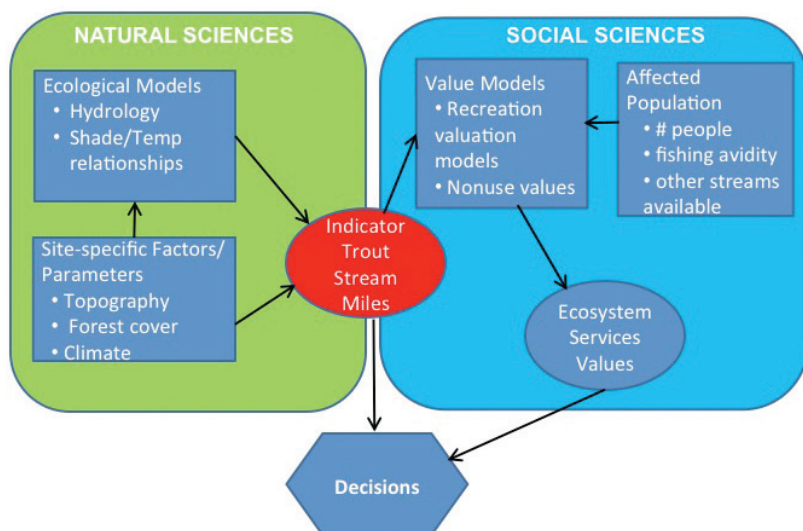 NATURAL SCIENCES
Ecological Models
• Hydrology
• Shade/Temp
relationships
Site-specific Factors/
Parameters
• Topography
• Forest cover
• Climate
Indicator
Trout
Stream
Miles
SOCIAL SCIENCES
Value Models
• Recreation
valuation
models
• Nonuse values
Affected
Population
• # people
• fishing avidity
• other streams
available
Ecosystem
Services
Values
Decisions